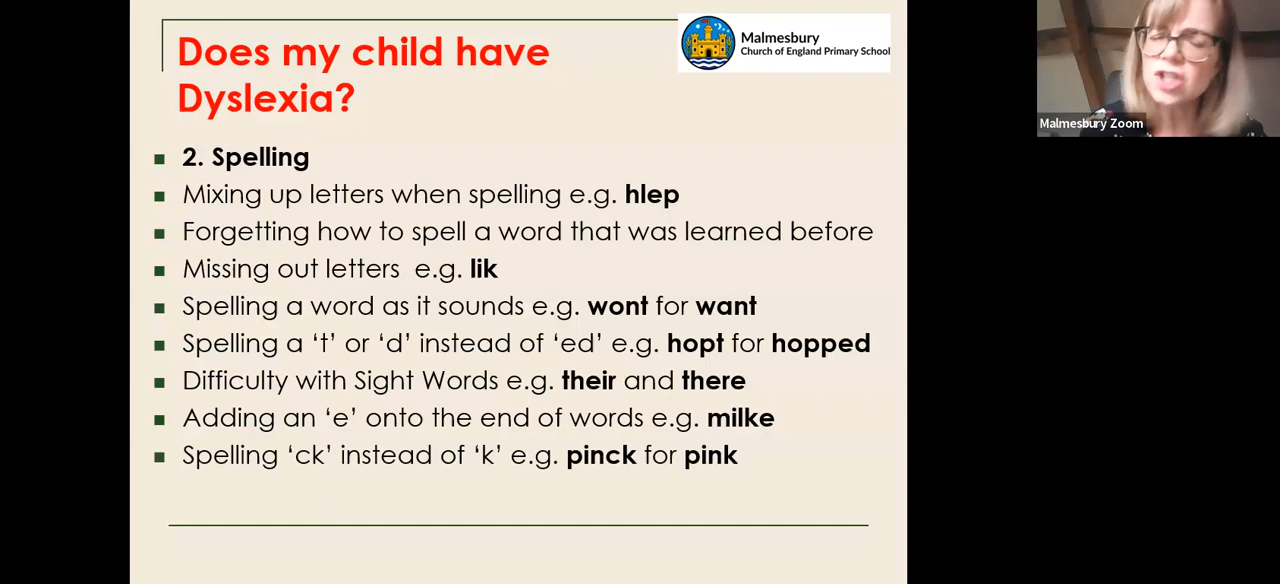 Does my child have
Dyslexia?
Malmesbury
Church of England Primary School
Malmesbury Zoom
2. Spelling
Mixing up letters when spelling e.g. hlep
Forgetting how to spell a word that was learned before
Missing out letters e.g. lik
Spelling a word as it sounds e.g. wont for want
Spelling a ‘t’ or ‘d’ instead of ‘ed’ e.g. hopt for hopped
Difficulty with Sight Words e.g. their and there
Adding an ‘e’ onto the end of words e.g. milke
Spelling ‘ck’ instead of ‘k’ e.g. pinck for pink